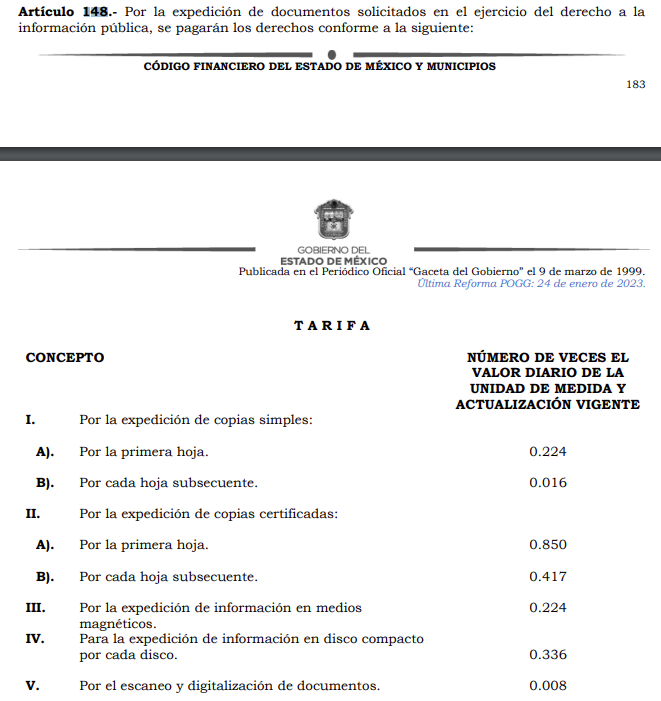 Artículo 148.- Por la expedición de documentos solicitados en el ejercicio del derecho a la
información pública, se pagarán los derechos conforme a la siguiente:
CÓDIGO FINANCIERO DEL ESTADO DE MÉXICO Y MUNICIPIOS
183
GOBIERNO DEL
ESTADO DE MÉXICO
Publicada en el Periódico Oficial “Gaceta del Gobierno” el 9 de marzo de 1999.
Última Reforma POGG: 24 de enero de 2023.
T A R I F A
CONCEPTO NÚMERO DE VECES EL
VALOR DIARIO DE LA
UNIDAD DE MEDIDA Y
ACTUALIZACIÓN VIGENTE
I. Por la expedición de copias simples:
A). Por la primera hoja. 0.224
B). Por cada hoja subsecuente. 0.016
II. Por la expedición de copias certificadas:
A). Por la primera hoja. 0.850
B). Por cada hoja subsecuente. 0.417
III. Por la expedición de información en medios 0.224
magnéticos.
IV. Para la expedición de información en disco compacto
por cada disco. 0.336
V. Por el escaneo y digitalización de documentos. 0.008